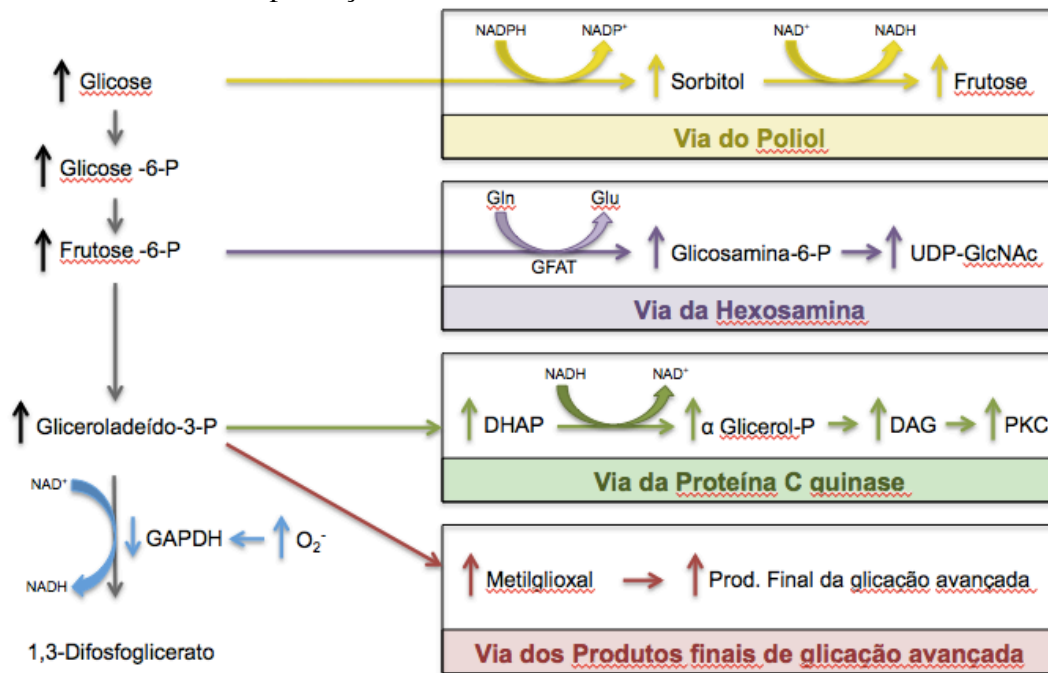 NADPH
NADP⁺
NAD⁺
NADH
Glicose
Sorbitol
Frutose
Via do Poliol
Glicose -6-P
Gln
Glu
Frutose -6-P
Glicosamina-6-P
UDP-GlcNAc
GFAT
Via da Hexosamina
NADH
NAD⁺
Gliceroladeído-3-P
DHAP
α Glicerol-P
DAG
PKC
Via da Proteína C quinase
NAD⁺
GAPDH
O₂⁻
NADH
Metilglioxal
Prod. Final da glicação avançada
1,3-Difosfoglicerato
Via dos Produtos finais de glicação avançada